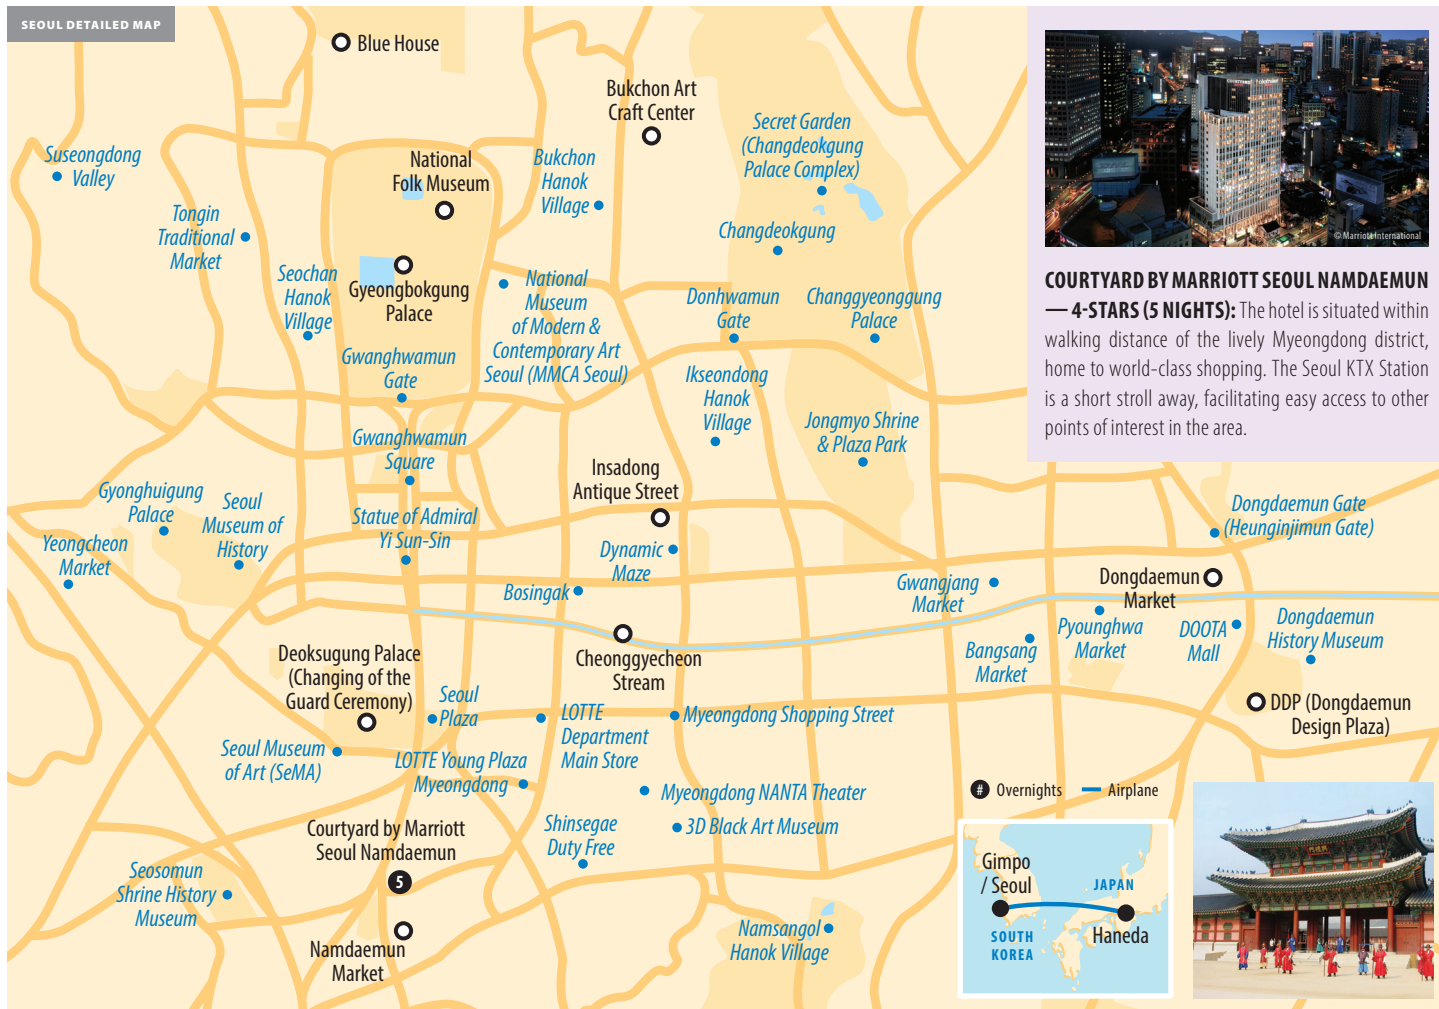 SEOUL DETAILED MAP
Blue House
Bukchon Art
Craft Center
Secret Garden
(Changdeokgung
Palace Complex)
Suseongdong
Valley
National
Folk Museum
Bukchon
Hanok
Village
Tongin
Traditional
Market
Changdeokgung
Seochan
Hanok
Village
Gyeongbokgung
Palace
National
Museum
of Modern &
Contemporary Art
Seoul (MMCA Seoul)
Donhwamun
Gate
Changgyeonggung
Palace
Gwanghwamun
Gate
Ikseondong
Hanok
Village
Jongmyo Shrine
& Plaza Park
Gwanghwamun
Square
Insadong
Antique Street
Gyonghuigung
Palace
Seoul
Museum of
History
Statue of Admiral
Yi Sun-Sin
Yeongcheon
Market
Dynamic
Maze
Bosingak
Gwangjang
Market
Dongdaemun Gate
(Heunginjimun Gate)
Dongdaemun
Market
Pyounghwa
Market
DOOTA
Mall
Dongdaemun
History Museum
Bangsang
Market
Cheonggyecheon
Stream
Deoksugung Palace
(Changing of the
Guard Ceremony)
Seoul
Plaza
LOTTE
Department
Main Store
Myeongdong Shopping Street
DDP (Dongdaemun
Design Plaza)
Seoul Museum
of Art (SeMA)
LOTTE Young Plaza
Myeongdong
Myeongdong NANTA Theater
3D Black Art Museum
Shinsegae
Duty Free
Courtyard by Marriott
Seoul Namdaemun
5
Seosomun
Shrine History
Museum
Namdaemun
Market
Namsangol
Hanok Village
# Overnights
Airplane
Gimpo
/ Seoul
JAPAN
SOUTH
KOREA
Haneda
© Marriott International
COURTYARD BY MARRIOTT SEOUL NAMDAEMUN
— 4-STARS (5 NIGHTS): The hotel is situated within
walking distance of the lively Myeongdong district,
home to world-class shopping. The Seoul KTX Station
is a short stroll away, facilitating easy access to other
points of interest in the area.